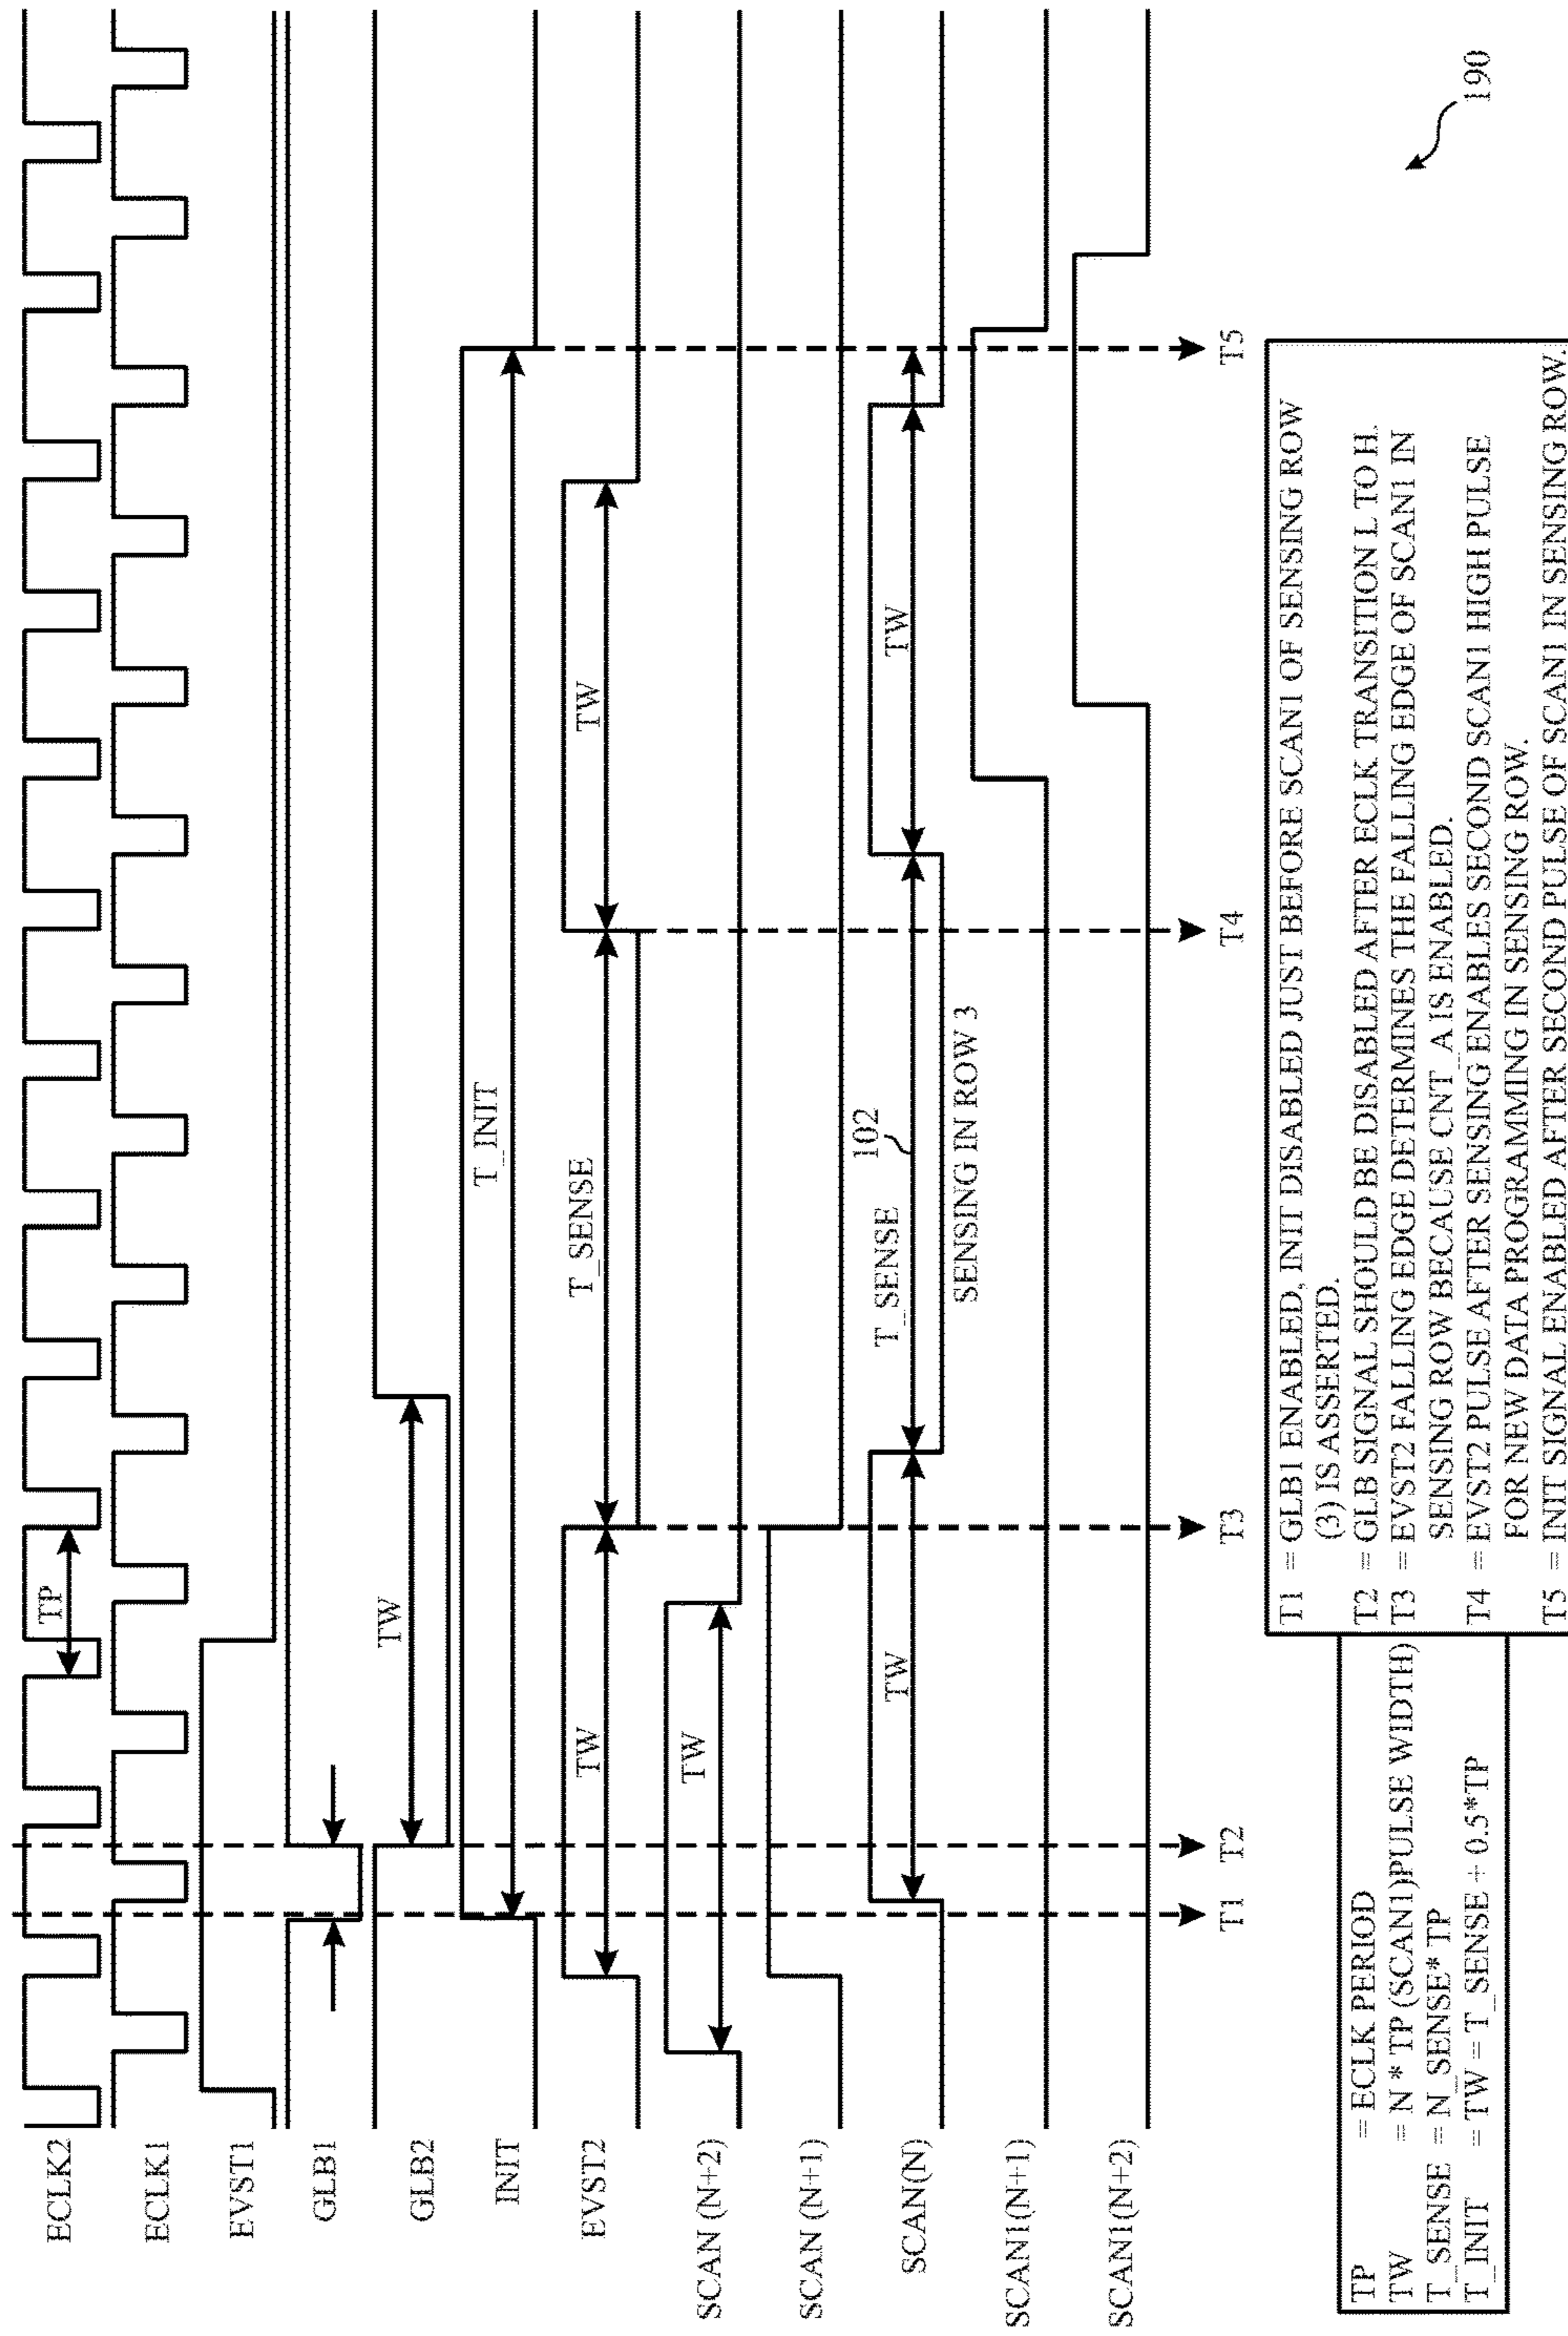 ECLK2
TP
ECLK1
EVST1
GLB1
GLB2
TW
INIT
T_INIT
EVST2
TW
T_SENSE
TW
SCAN (N+2)
TW
SCAN (N+1)
SCAN(N)
TW
T_SENSE
102
TW
SENSING IN ROW 3
SCAN1(N+1)
SCAN1(N+2)
T1
T2
T3
T4
T5
TP = ECLK PERIOD
TW = N * TP (SCAN1)PULSE WIDTH)
T_SENSE = N_SENSE* TP
T_INIT = TW = T_SENSE + 0.5*TP
T1 = GLB1 ENABLED, INIT DISABLED JUST BEFORE SCAN1 OF SENSING ROW
(3) IS ASSERTED.
T2 = GLB SIGNAL SHOULD BE DISABLED AFTER ECLK TRANSITION L TO H.
T3 = EVST2 FALLING EDGE DETERMINES THE FALLING EDGE OF SCAN1 IN
SENSING ROW BECAUSE CNT_A IS ENABLED.
T4 = EVST2 PULSE AFTER SENSING ENABLES SECOND SCAN1 HIGH PULSE
FOR NEW DATA PROGRAMMING IN SENSING ROW.
T5 = INIT SIGNAL ENABLED AFTER SECOND PULSE OF SCAN1 IN SENSING ROW.
190